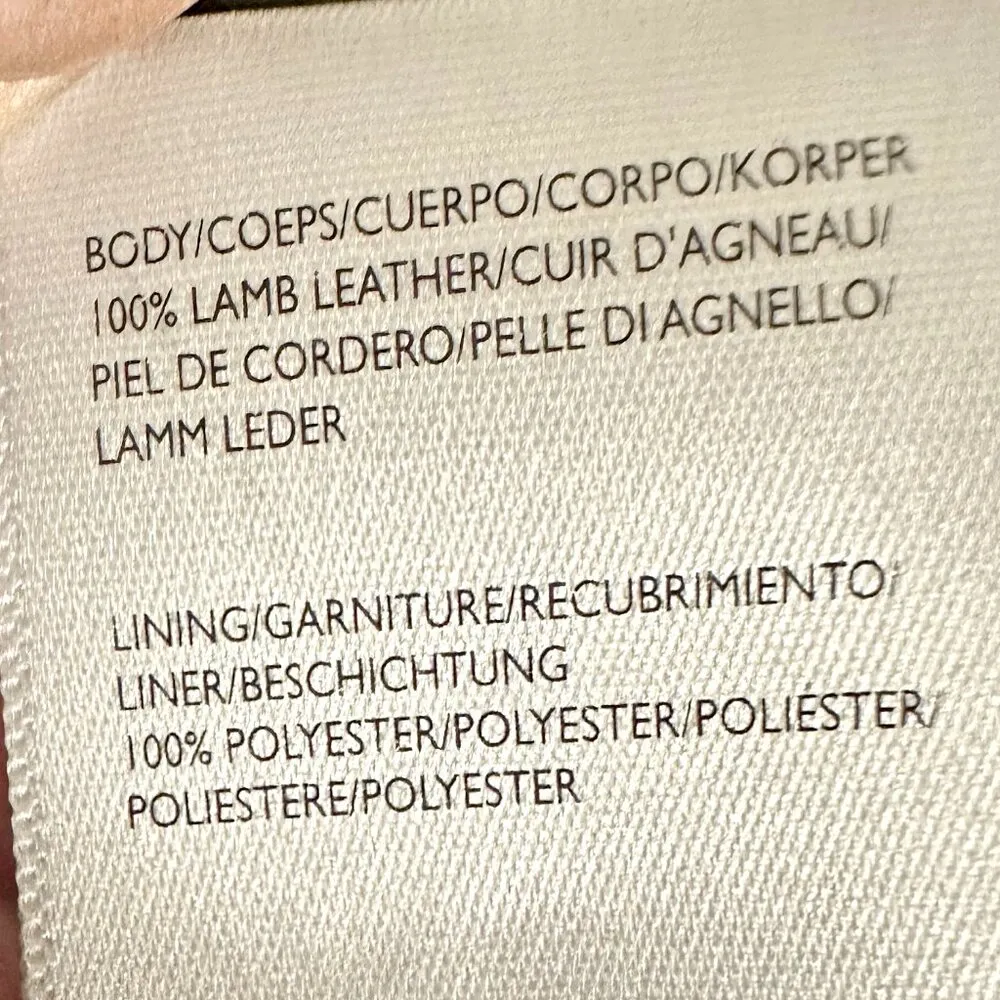 BODY/COEPS/CUERPO/CORPO/KÖRPER
100% LAMB LEATHER/CUIR D'AGNEAU/
PIEL DE CORDERO/PELLE DI AGNELLO/
LAMM LEDER
LINING/GARNITURE/RECUBRIMIENTO/
LINER/BESCHICHTUNG
100% POLYESTER/POLYESTER/POLIÉSTER/
POLIESTERE/POLYESTER